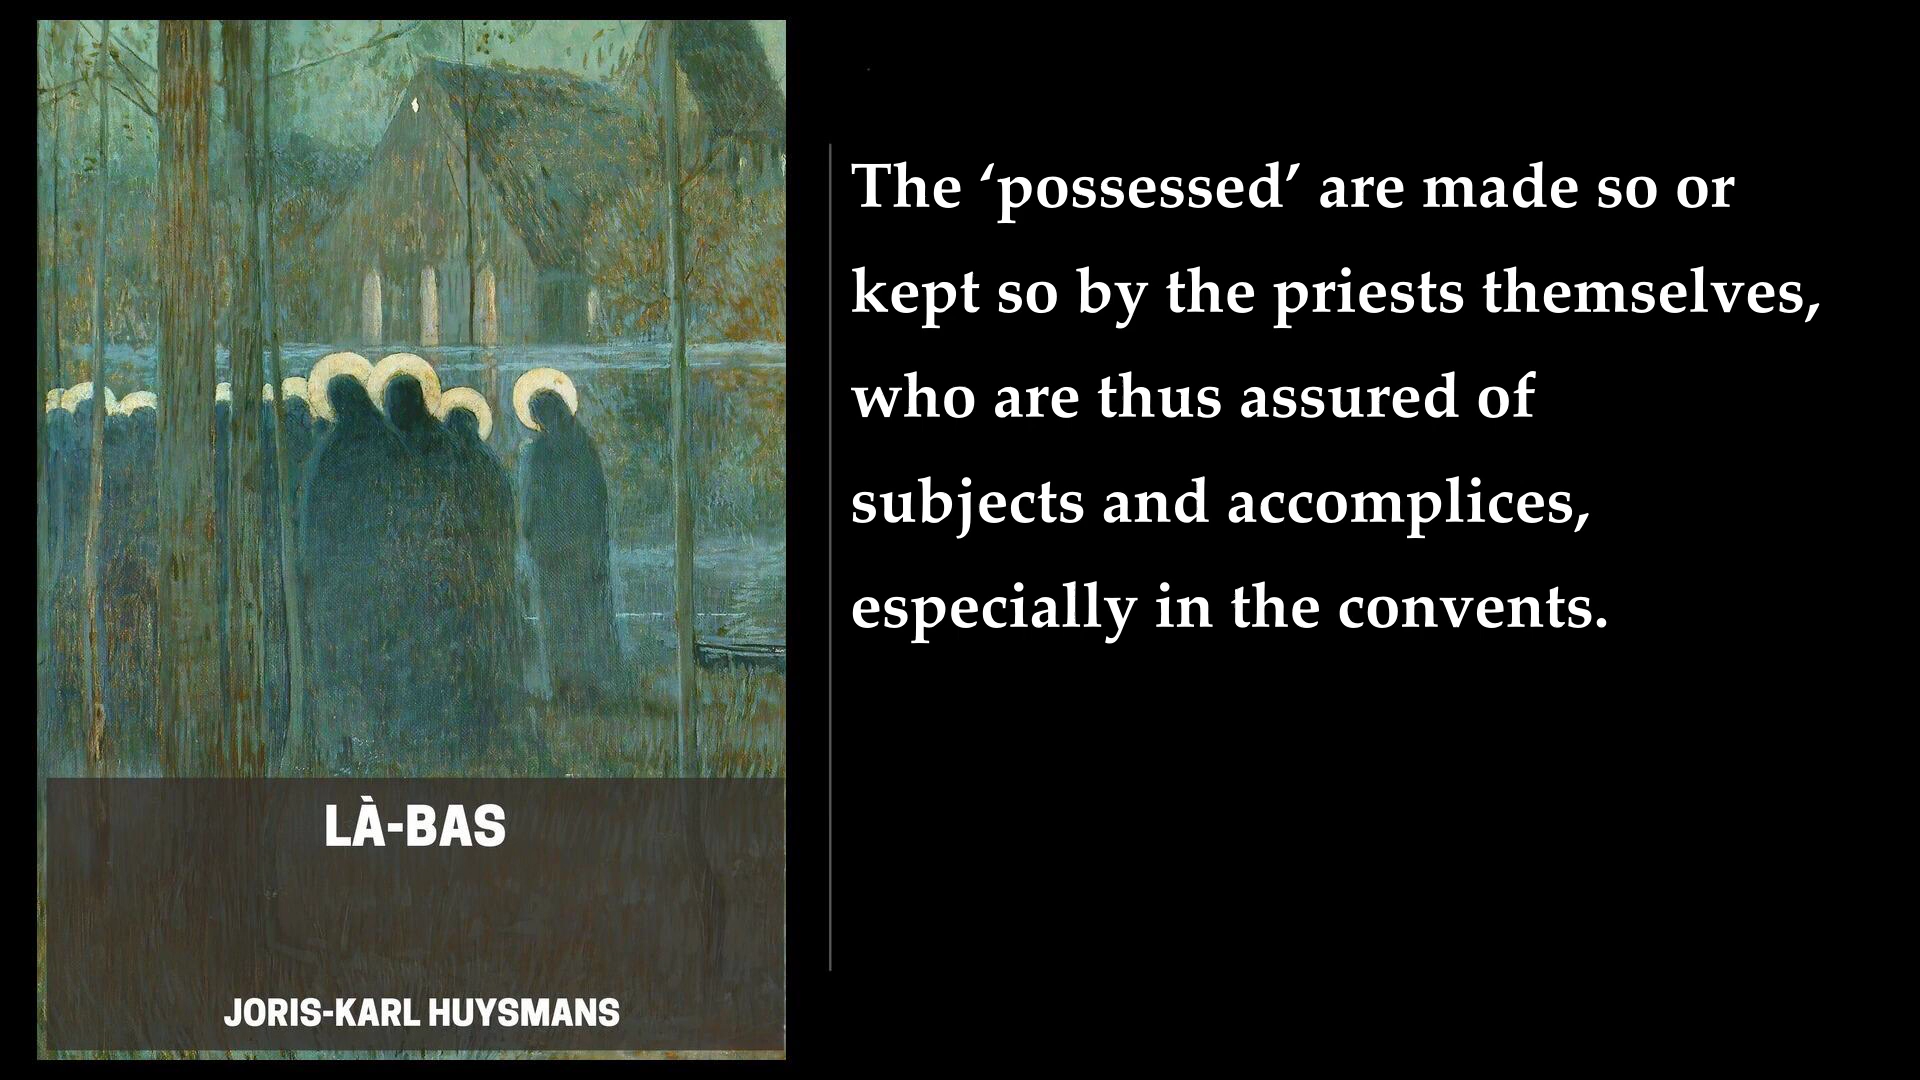 LÀ-BAS
JORIS-KARL HUYSMANS
The ‘possessed’ are made so or
kept so by the priests themselves,
who are thus assured of
subjects and accomplices,
especially in the convents.